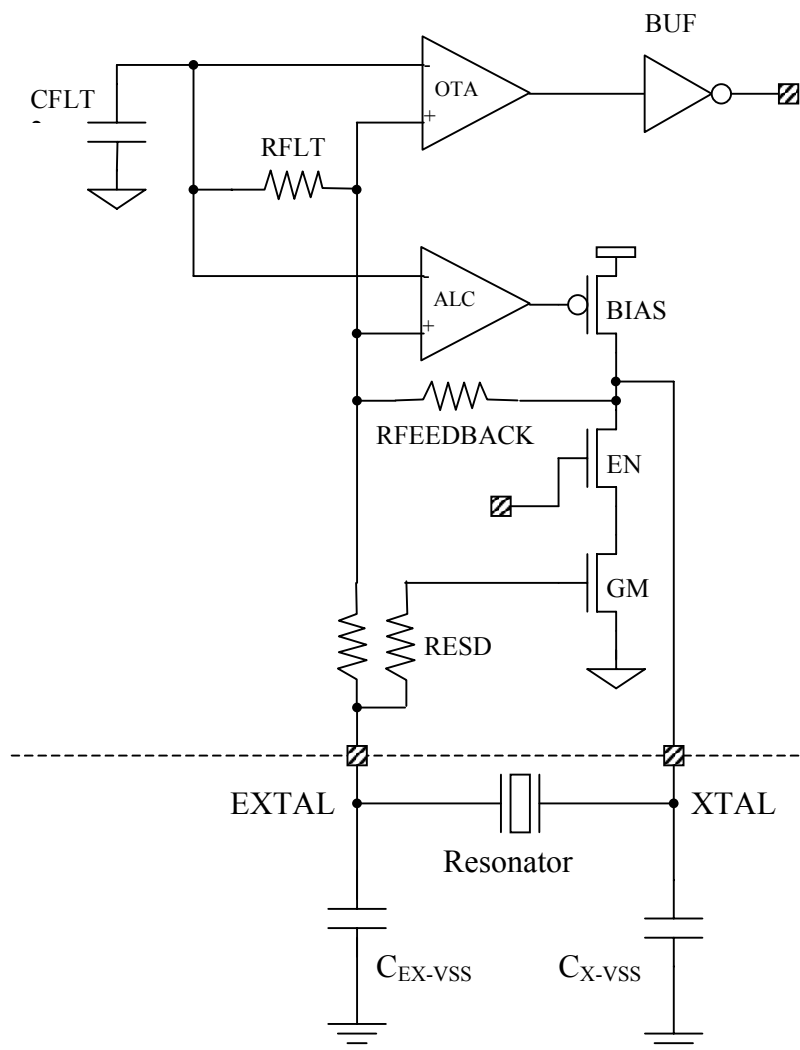 BUF
CFLT
-
OTA
+
RFLT
-
ALC
+
BIAS
RFEEDBACK
EN
GM
RESD
EXTAL
XTAL
Resonator
CEX-VSS
CX-VSS